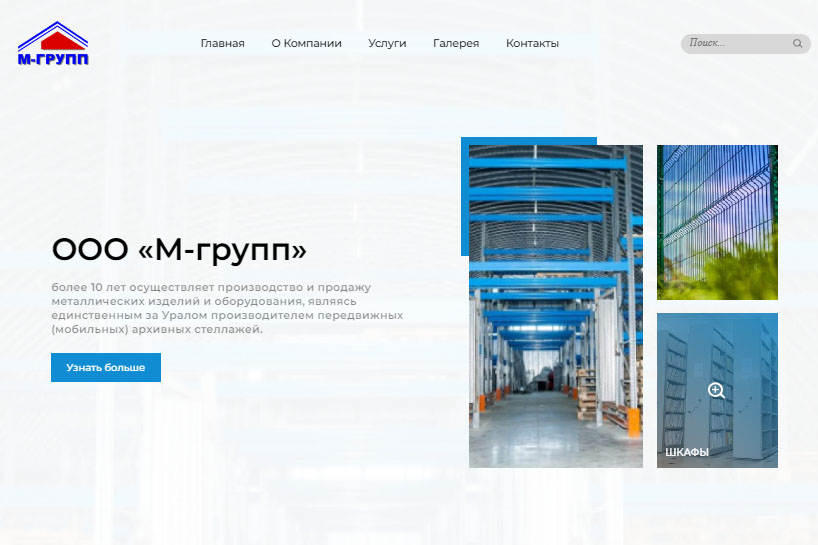 М-ГРУПП
Главная
О Компании
Услуги
Галерея
Контакты
Поиск...
ООО «М-групп»
более 10 лет осуществляет производство и продажу
металлических изделий и оборудования, являясь
единственным за Уралом производителем передвижных
(мобильных) архивных стеллажей.
Узнать больше
ШКАФЫ